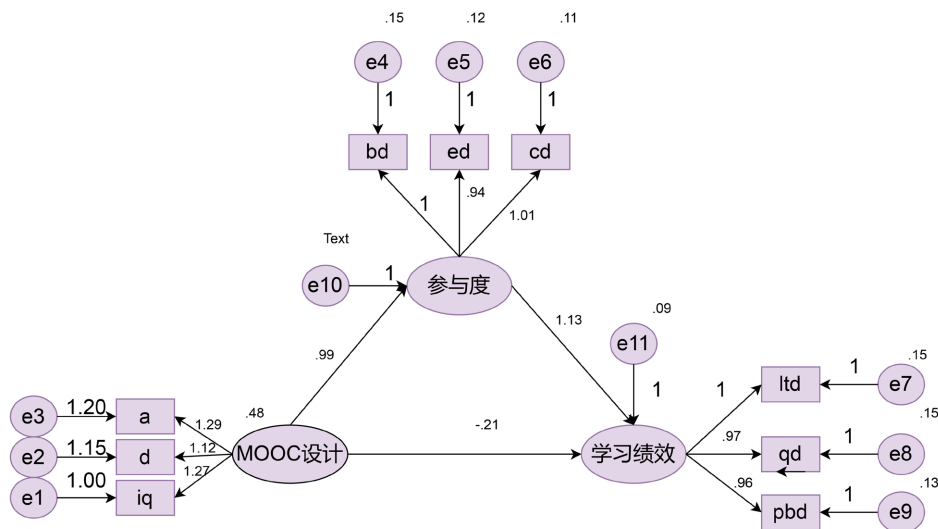 .15
.12
.11
e4
e5
e6
1
1
1
bd
ed
cd
1
.94
1.01
Text
e10
1
参与度
.99
1.13
.09
e11
1
1
ltd
1
e7
.15
e3
1.20
a
1.29
.48
e2
1.15
d
1.12
MOOC设计
-.21
学习绩效
.97
qd
1
e8
.15
e1
1.00
iq
1.27
.96
pbd
1
e9
.13